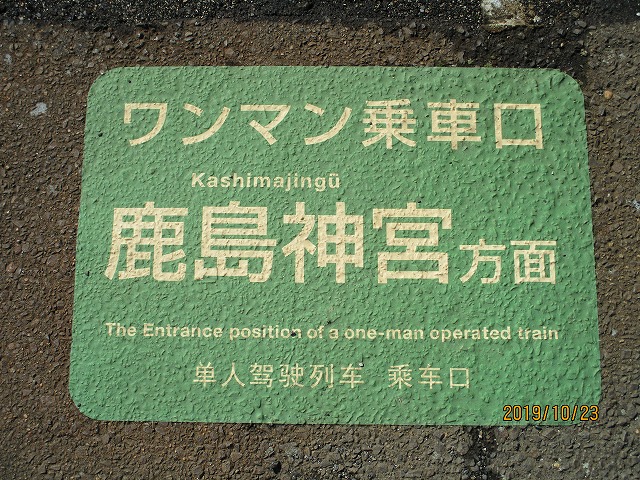 ワンマン乗車口
Kashimajingū
鹿島神宮方面
The Entrance position of a one-man operated train
单人驾驶列车 乘车口
2019/10/23